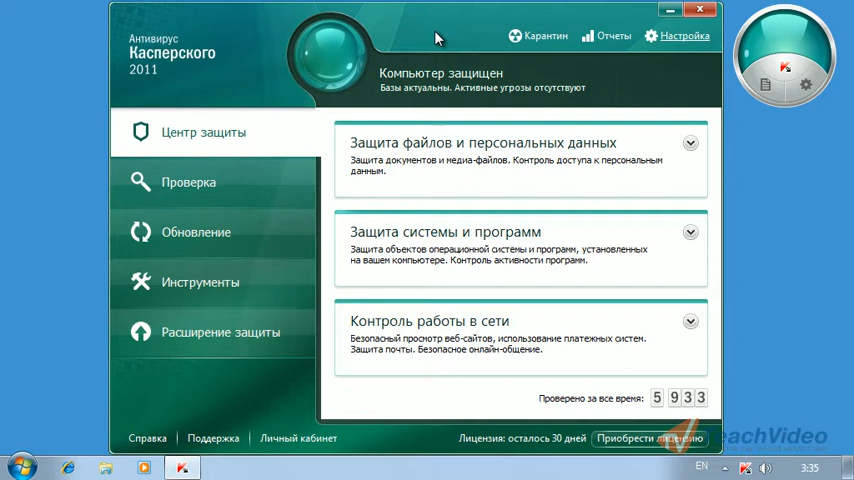 Антивирус
Касперского
2011
Карантин
Отчеты
Настройка
Компьютер защищен
Базы актуальны. Активные угрозы отсутствуют
Центр защиты
Проверка
Обновление
Инструменты
Расширение защиты
Защита файлов и персональных данных
Защита документов и медиа-файлов. Контроль доступа к персональным
данным.
Защита системы и программ
Защита объектов операционной системы и программ, установленных
на вашем компьютере. Контроль активности программ.
Контроль работы в сети
Безопасный просмотр веб-сайтов, использование платежных систем.
Защита почты. Безопасное онлайн-общение.
Проверено за все время: 5 933
Справка
Поддержка
Личный кабинет
Лицензия: осталось 30 дней
Приобрести лицензию
TeachVideo
EN
3:35